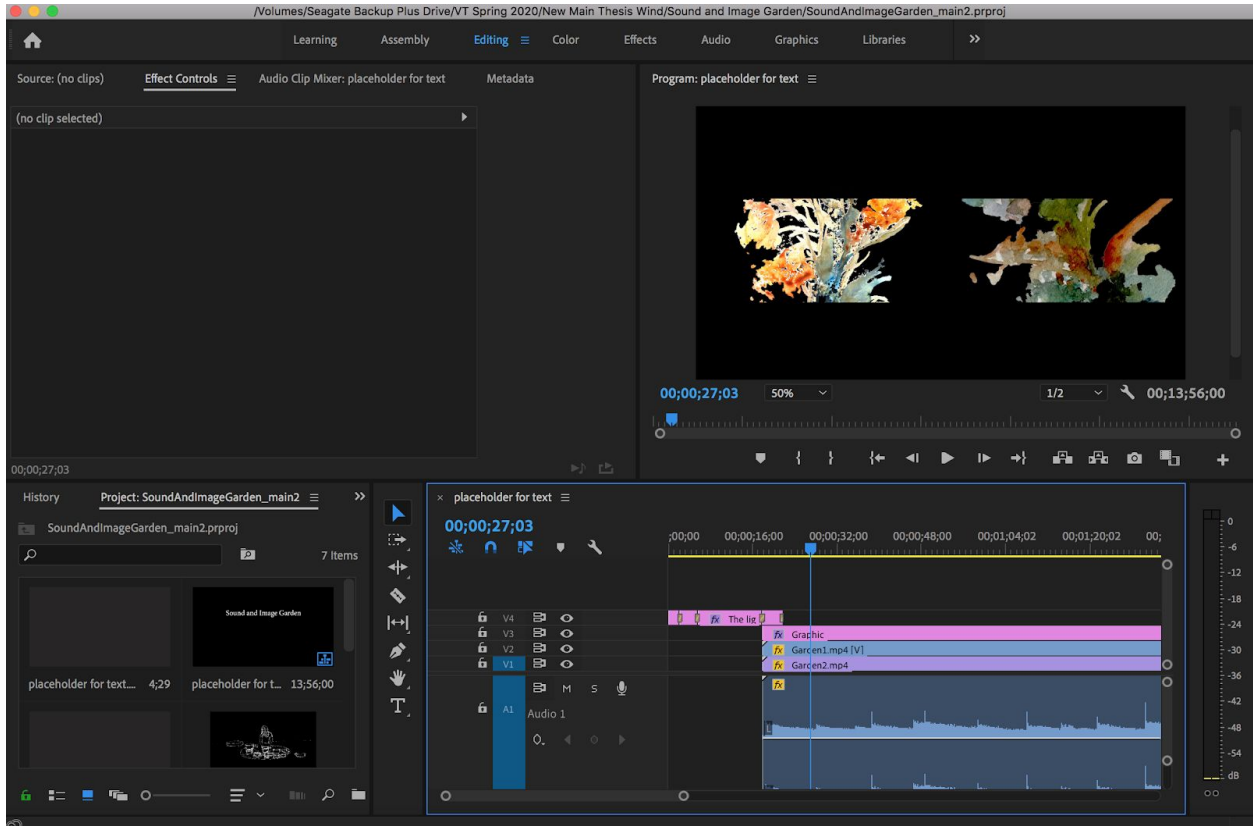 /Volumes/Seagate Backup Plus Drive/VT Spring 2020/New Main Thesis Wind/Sound and Image Garden/SoundAndImageGarden_main2.prproj
Learning Assembly Editing Color Effects Audio Graphics Libraries
Source: (no clips) Effect Controls Audio Clip Mixer: placeholder for text Metadata
(no clip selected)
00;00;27;03
Program: placeholder for text
00;00;27;03 50% 1/2 00;13;56;00
History Project: SoundAndImageGarden_main2
SoundAndImageGarden_main2.prproj
7 Items
Sound and Image Garden
placeholder for text... 4;29 placeholder for t... 13;56;00
placeholder for text
00;00;27;03
;00;00 00;00;16;00 00;00;32;00 00;00;48;00 00;01;04;02 00;01;20;02 00;
V4 fx The lig
V3 fx Graphic
V2 fx Garden1.mp4 [V]
V1 fx Garden2.mp4
M S fx
A1 Audio 1
L
T
0
-6
-12
-18
-24
-30
-36
-42
-48
-54
dB